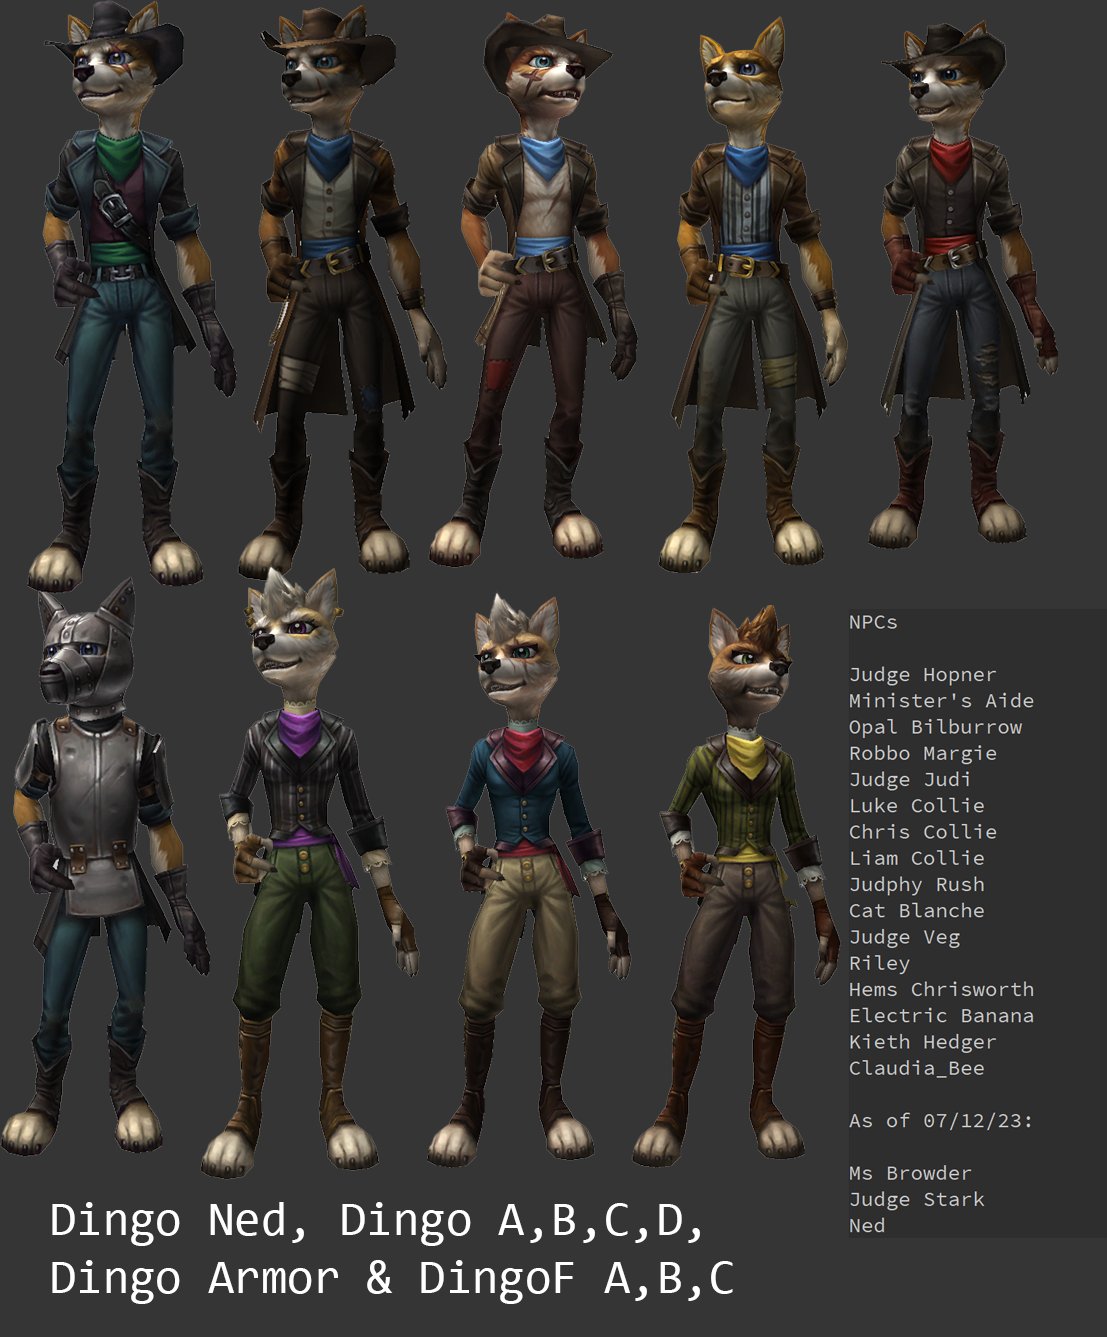 NPCs
Judge Hopner
Minister's Aide
Opal Bilburrow
Robbo Margie
Judge Judi
Luke Collie
Chris Collie
Liam Collie
Judphy Rush
Cat Blanche
Judge Veg
Riley
Hems Chrisworth
Electric Banana
Kieth Hedger
Claudia_Bee
As of 07/12/23:
Ms Browder
Judge Stark
Ned
Dingo Ned, Dingo A,B,C,D,
Dingo Armor & DingoF A,B,C